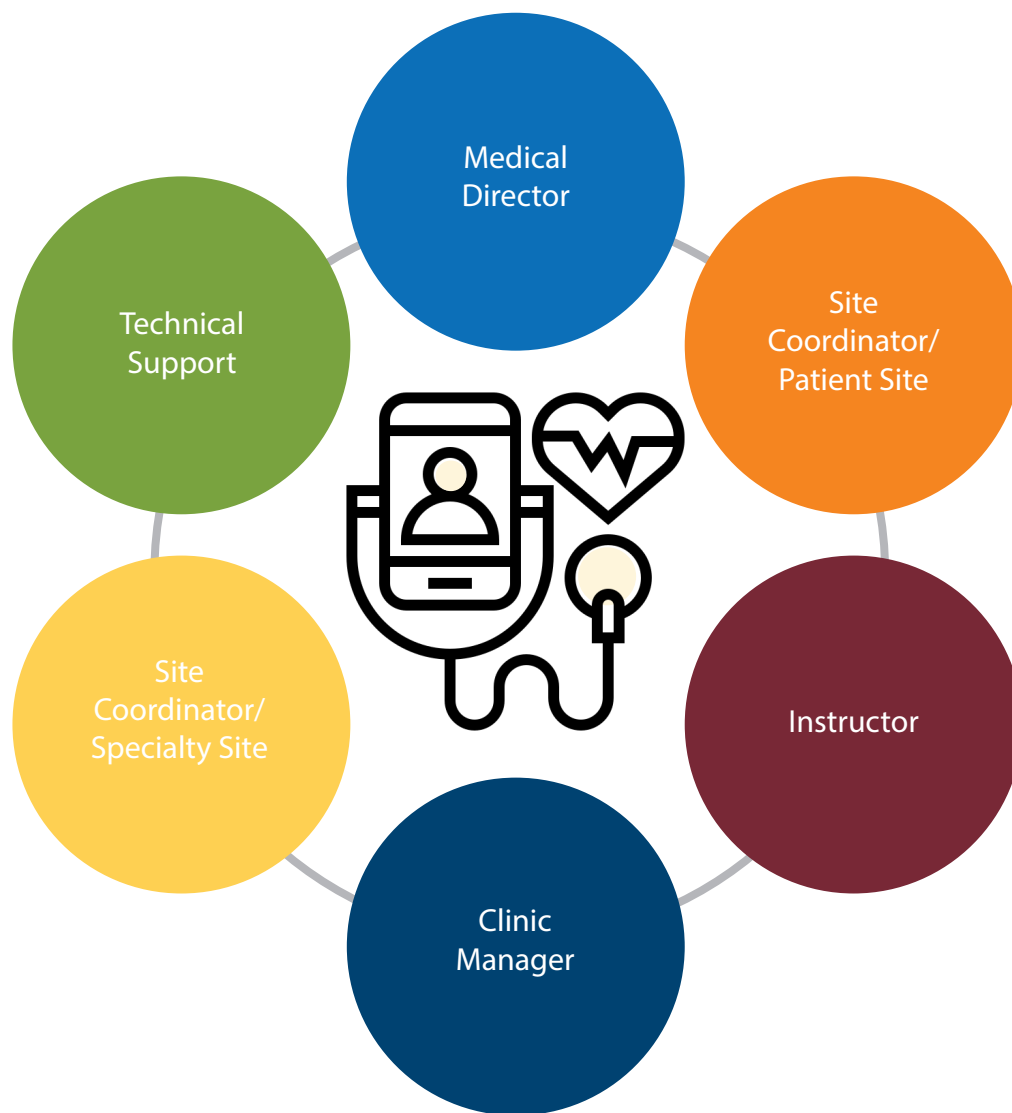 Medical
Director
Site
Coordinator/
Patient Site
Instructor
Clinic
Manager
Site
Coordinator/
Specialty Site
Technical
Support